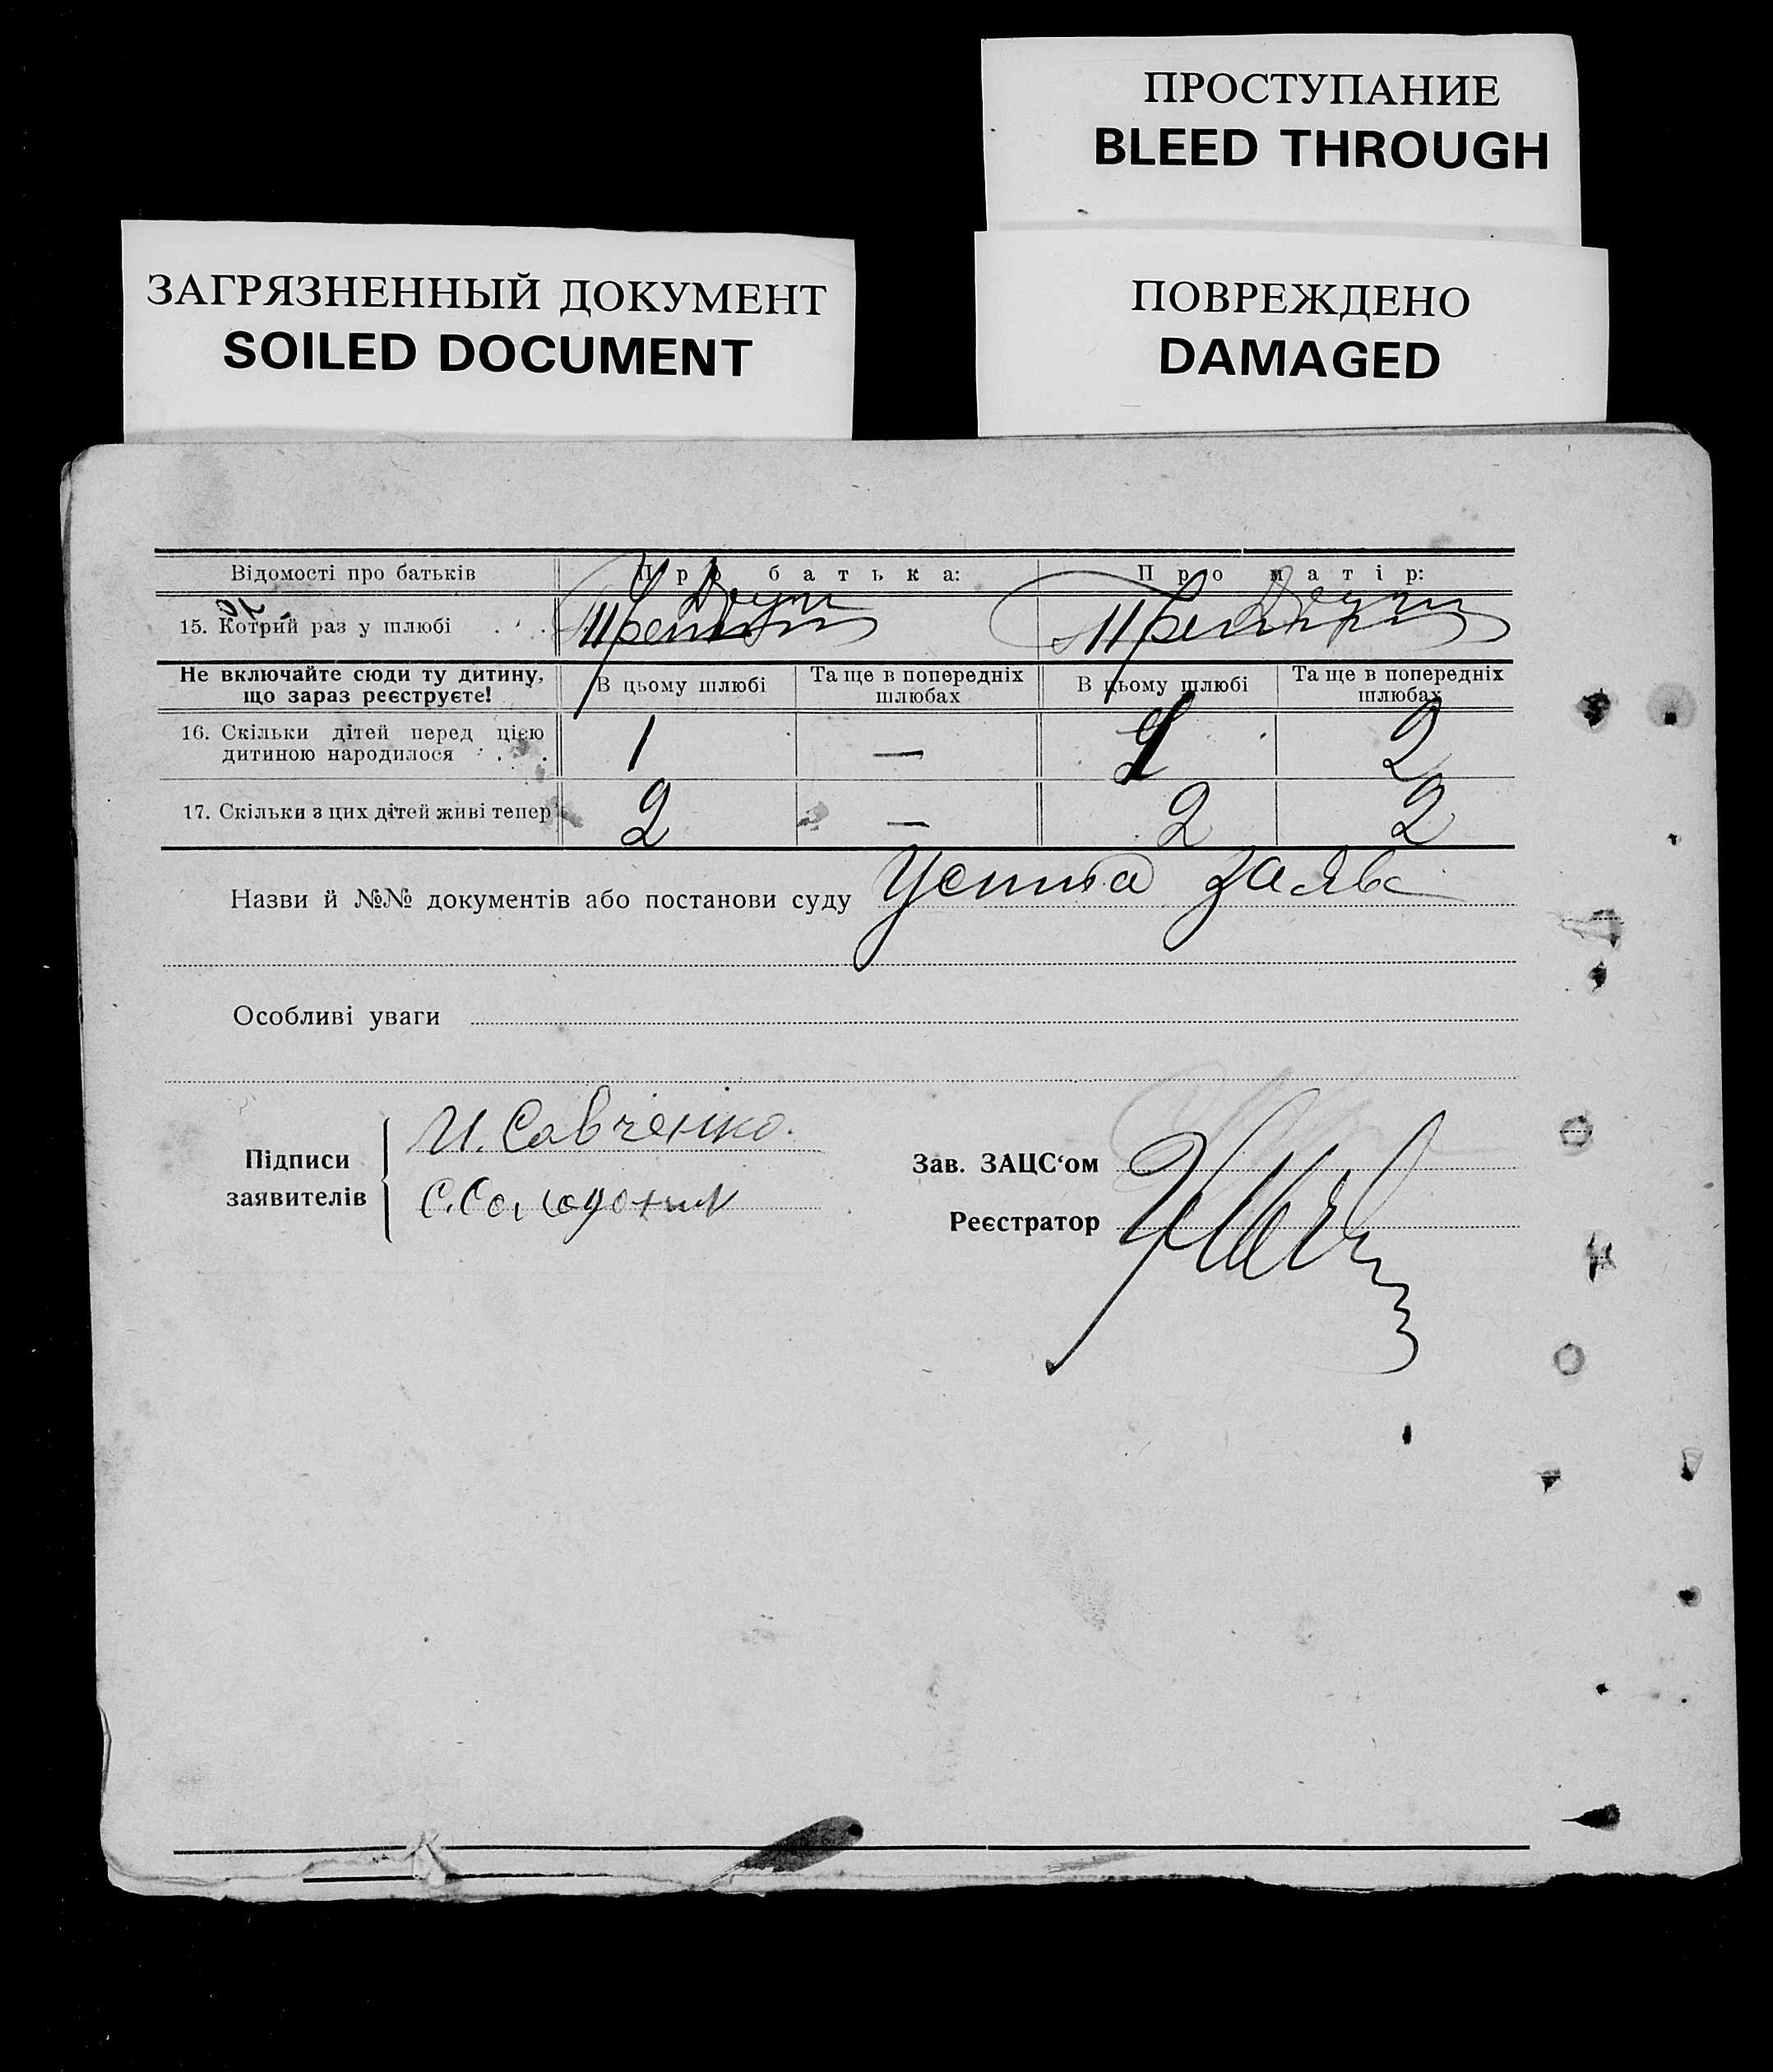 ПРОСТУПАНИЕ
BLEED THROUGH
ЗАГРЯЗНЕННЫЙ ДОКУМЕНТ
SOILED DOCUMENT
ПОВРЕЖДЕНО
DAMAGED
Відомості про батьків Про батька: Про матір:
15. Котрий раз у шлюбі . . .
Не включайте сюди ту дитину, що зараз реєструєте! В цьому шлюбі Та ще в попередніх шлюбах В цьому шлюбі Та ще в попередніх шлюбах
16. Скільки дітей перед цією
дитиною народилося . . . 1 — 2
17. Скільки з цих дітей живі тепер 2 — 2 2
Назви й №№ документів або постанови суду Усна заява
Особливі уваги
Підписи
заявителів
И. Савченко.
Зав. ЗАЦС‘ом
Реєстратор